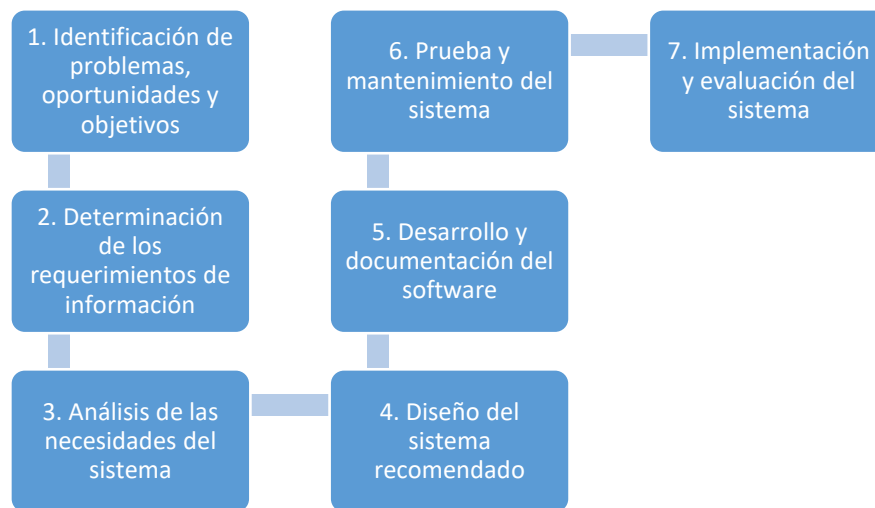 1. Identificación de
problemas,
oportunidades y
objetivos
2. Determinación
de los
requerimientos de
información
3. Análisis de las
necesidades del
sistema
4. Diseño del
sistema
recomendado
5. Desarrollo y
documentación del
software
6. Prueba y
mantenimiento del
sistema
7. Implementación
y evaluación del
sistema